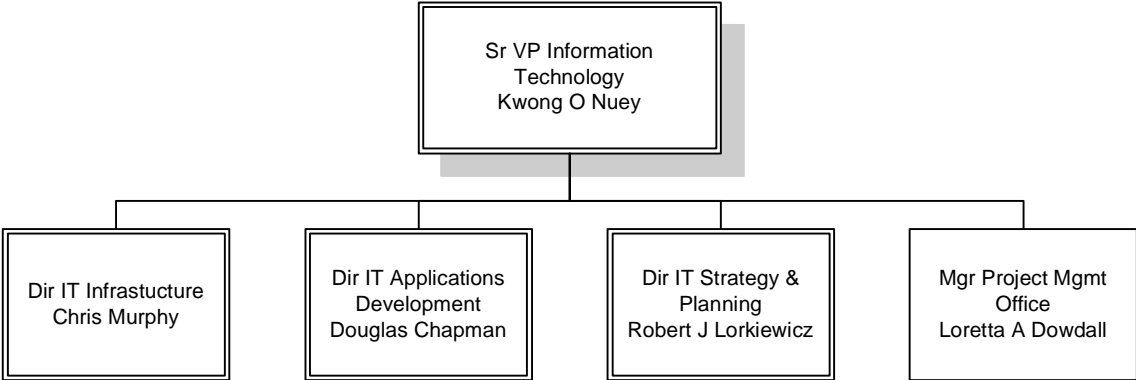 Sr VP Information
Technology
Kwong O Nuey
Dir IT Infrastucture
Chris Murphy
Dir IT Applications
Development
Douglas Chapman
Dir IT Strategy &
Planning
Robert J Lorkiewicz
Mgr Project Mgmt
Office
Loretta A Dowdall